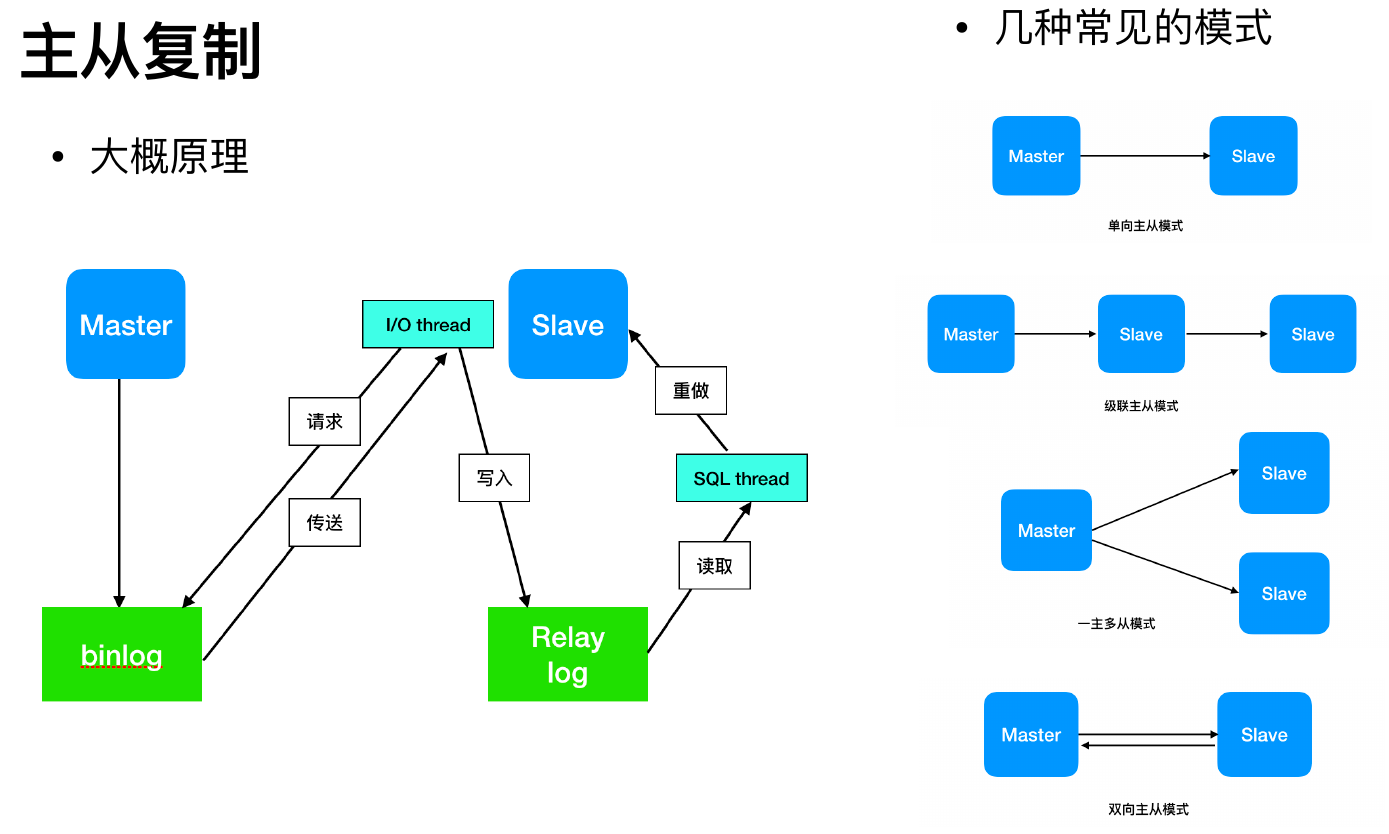 主从复制
• 大概原理
Master
I/O thread
Slave
请求
重做
写入
SQL thread
传送
读取
binlog
Relay
log
• 几种常见的模式
Master
Slave
单向主从模式
Master
Slave
Slave
级联主从模式
Slave
Master
Slave
一主多从模式
Master
Slave
双向主从模式